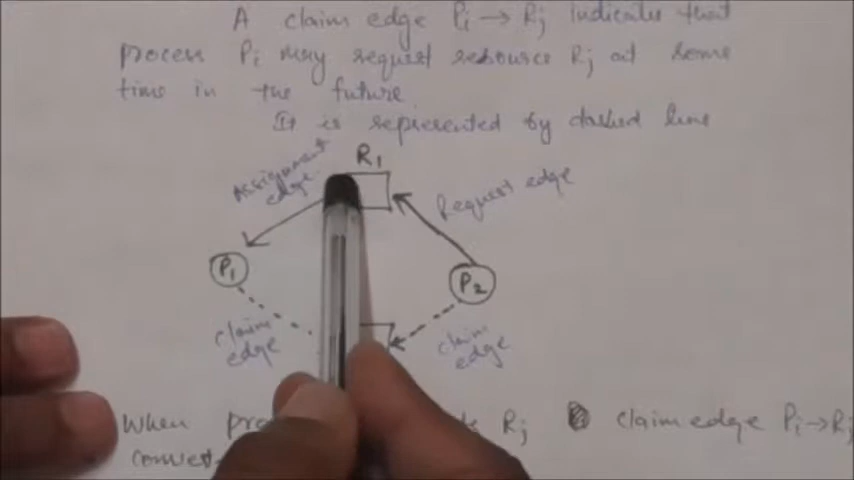 A claim edge Pi → Rj indicates that
process Pi may request resource Rj at some
time in the future
It is represented by dashed line
R1
Assignment
edge
Request edge
P1
P2
claim
edge
claim
edge
When Rj claim edge Pi→Rj